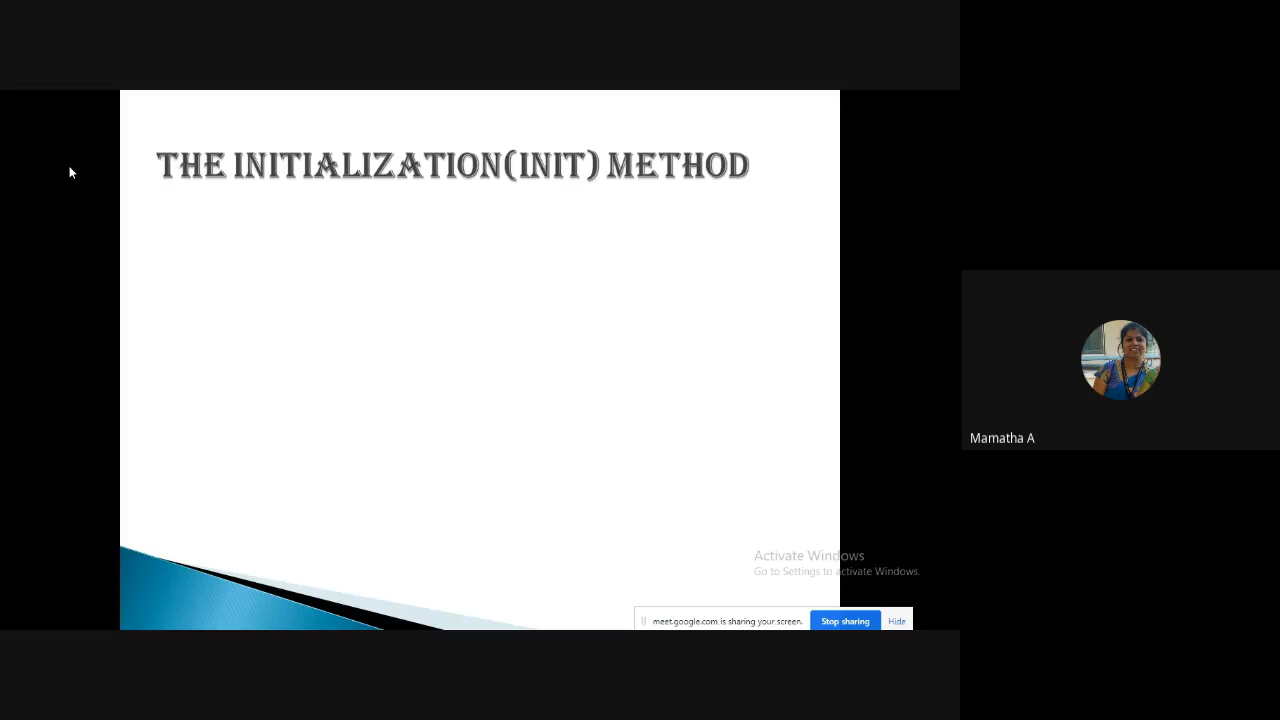 THE INITIALIZATION(INIT) METHOD
Mamatha A
Activate Windows
Go to Settings to activate Windows.
meet.google.com is sharing your screen.
Stop sharing
Hide